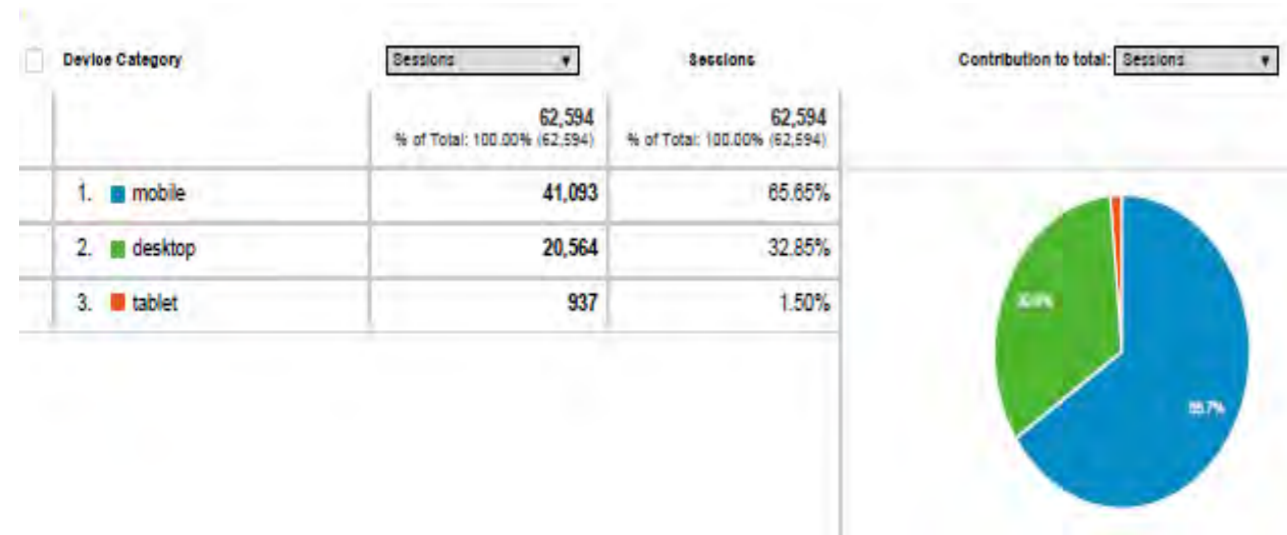 Device Category Sessions Sessions Contribution to total: Sessions
62,594 62,594
% of Total: 100.00% (62,594) % of Total: 100.00% (62,594)
1. mobile 41,093 65.65%
2. desktop 20,564 32.85%
3. tablet 937 1.50%